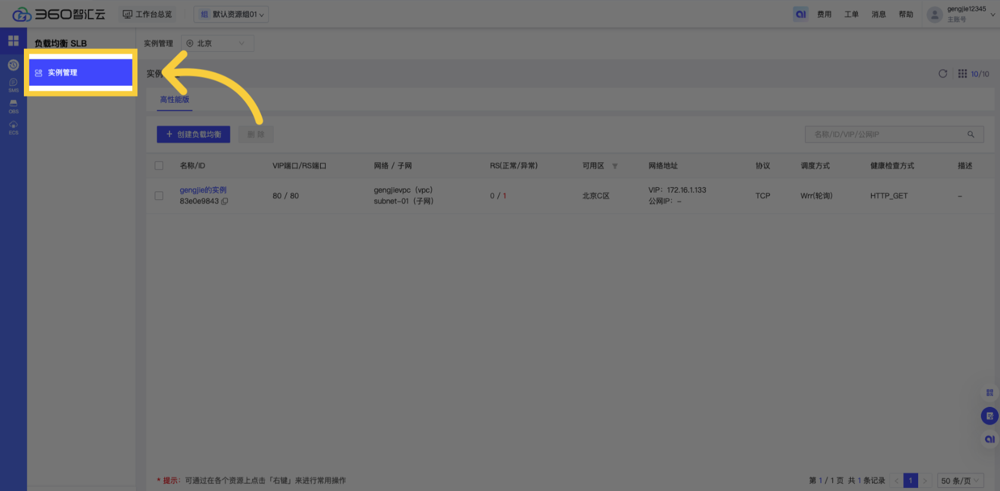 360智汇云 工作台总览 组 默认资源组01 费用 工单 消息 帮助 gengjie12345
主账号
负载均衡 SLB 实例管理 北京
实例管理
实例 10/10
SMS
高性能版
OBS
ECS
+ 创建负载均衡 删 除 名称/ID/VIP/公网IP
名称/ID VIP端口/RS端口 网络 / 子网 RS(正常/异常) 可用区 网络地址 协议 调度方式 健康检查方式 描述
gengjie的实例 80 / 80 gengjievpc（vpc） 0 / 1 北京C区 VIP：172.16.1.133 TCP Wrr(轮询) HTTP_GET –
83e0e9843 subnet-01（子网） 公网IP：–
* 提示：可通过在各个资源上点击「右键」来进行常用操作 第 1 / 1 页 共 1 条记录 < 1 > 50 条/页